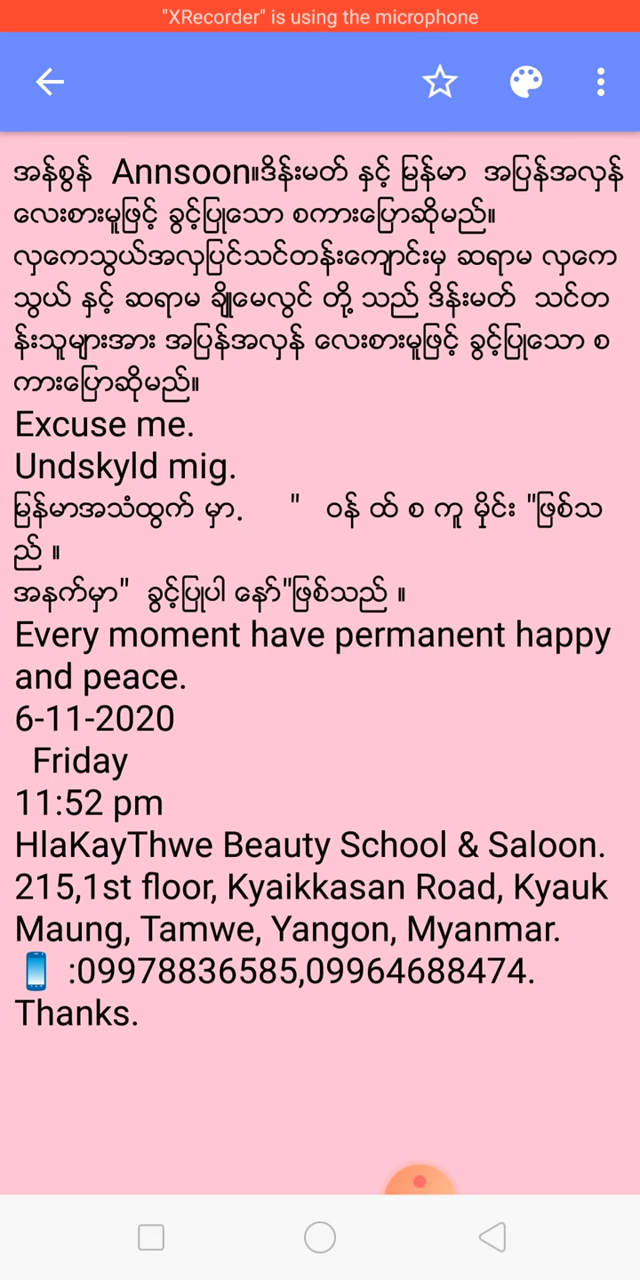 "XRecorder" is using the microphone
အန်စွန်  Annsoon။ဒိန်းမတ် နှင့် မြန်မာ  အပြန်အလှန်
လေးစားမှုဖြင့် ခွင့်ပြုသော စကားပြောဆိုမည်။
လှကေသွယ်အလှပြင်သင်တန်းကျောင်းမှ ဆရာမ လှကေ
သွယ် နှင့် ဆရာမ ချိုမေလွင် တို့ သည် ဒိန်းမတ်  သင်တ
န်းသူများအား အပြန်အလှန် လေးစားမှုဖြင့် ခွင့်ပြုသော စ
ကားပြောဆိုမည်။
Excuse me.
Undskyld mig.
မြန်မာအသံထွက် မှာ.     "   ဝန် ထ် စ ကူ မှိုင်း "ဖြစ်သ
ည် ။
အနက်မှာ"  ခွင့်ပြုပါ နော်"ဖြစ်သည် ။
Every moment have permanent happy
and peace.
6-11-2020
Friday
11:52 pm
HlaKayThwe Beauty School & Saloon.
215,1st floor, Kyaikkasan Road, Kyauk
Maung, Tamwe, Yangon, Myanmar.
📱 :09978836585,09964688474.
Thanks.